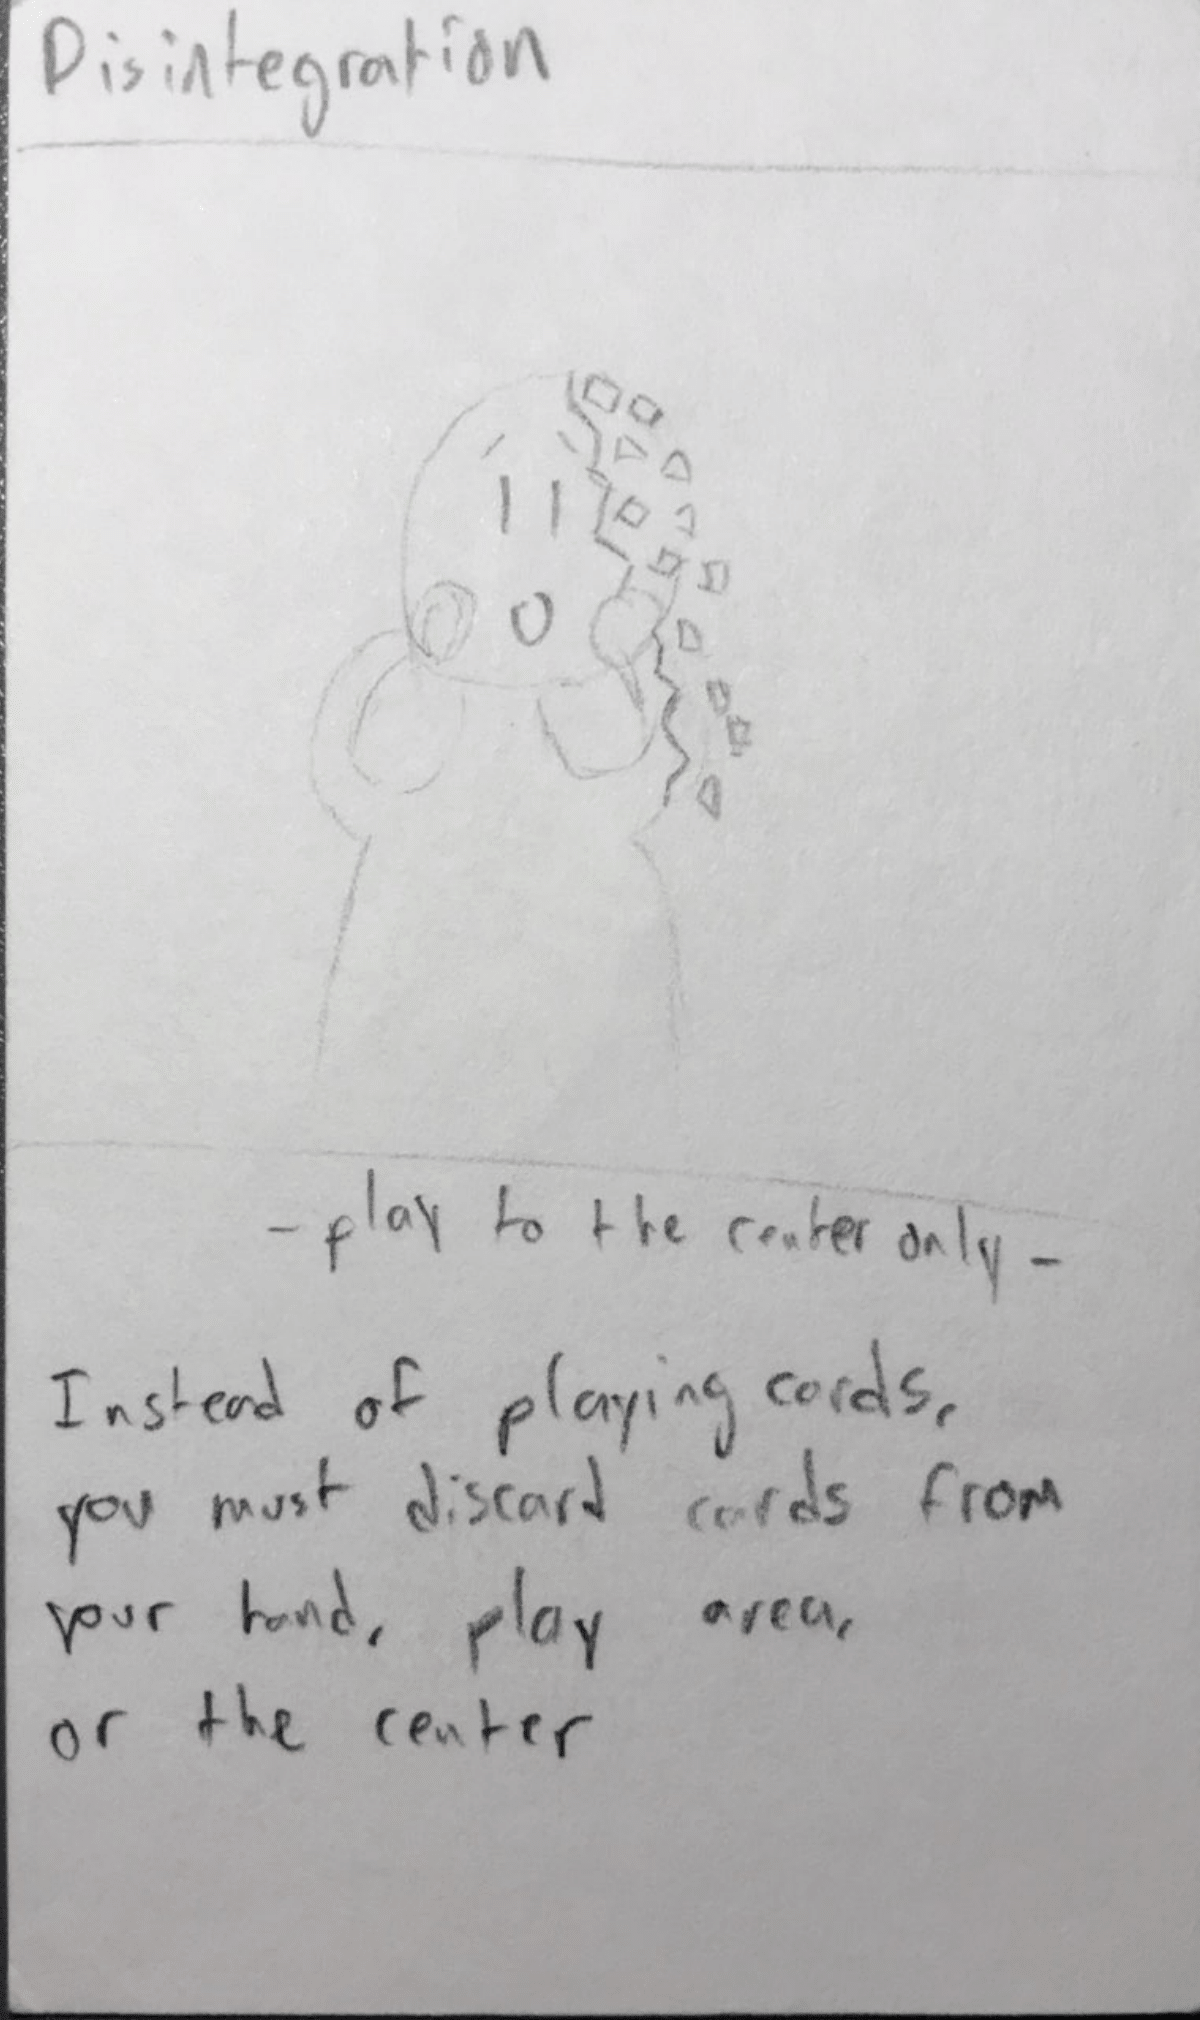 Disintegration
- play to the center only -
Instead of playing cards,
you must discard cards from
your hand, play area,
or the center